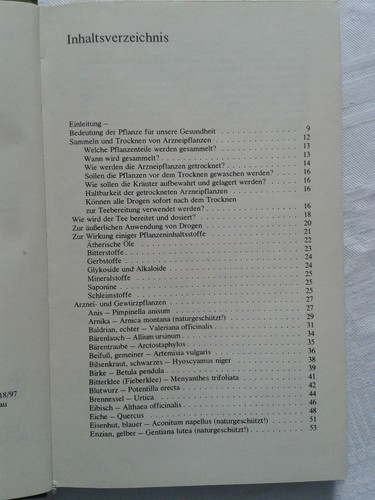 Inhaltsverzeichnis
Einleitung –
Bedeutung der Pflanze für unsere Gesundheit . . . 9
Sammeln und Trocknen von Arzneipflanzen . . . 12
Welche Pflanzenteile werden gesammelt? . . . 13
Wann wird gesammelt? . . . 13
Wie werden die Arzneipflanzen getrocknet? . . . 14
Sollen die Pflanzen vor dem Trocknen gewaschen werden? . . . 16
Wie sollen die Kräuter aufbewahrt und gelagert werden? . . . 16
Haltbarkeit der getrockneten Arzneipflanzen . . . 16
Können alle Drogen sofort nach dem Trocknen
zur Teebereitung verwendet werden? . . . 16
Wie wird der Tee bereitet und dosiert? . . . 18
Zur äußerlichen Anwendung von Drogen . . . 20
Zur Wirkung einiger Pflanzeninhaltsstoffe . . . 21
Ätherische Öle . . . 22
Bitterstoffe . . . 23
Gerbstoffe . . . 24
Glykoside und Alkaloide . . . 24
Mineralstoffe . . . 25
Saponine . . . 25
Schleimstoffe . . . 25
Arznei- und Gewürzpflanzen . . . 27
Anis – Pimpinella anisum . . . 27
Arnika – Arnica montana (naturgeschützt!) . . . 29
Baldrian, echter – Valeriana officinalis . . . 31
Bärenlauch – Allium ursinum . . . 34
Bärentraube – Arctostaphylos . . . 35
Beifuß, gemeiner – Artemisia vulgaris . . . 36
Bilsenkraut, schwarzes – Hyoscyamus niger . . . 38
Birke – Betula pendula . . . 39
Bitterklee (Fieberklee) – Menyanthes trifoliata . . . 41
Blutwurz – Potentilla erecta . . . 42
Brennessel – Urtica . . . 44
Eibisch – Althaea officinalis . . . 46
Eiche – Quercus . . . 48
Eisenhut, blauer – Aconitum napellus (naturgeschützt!) . . . 51
Enzian, gelber – Gentiana lutea (naturgeschützt!) . . . 53
18/97
au